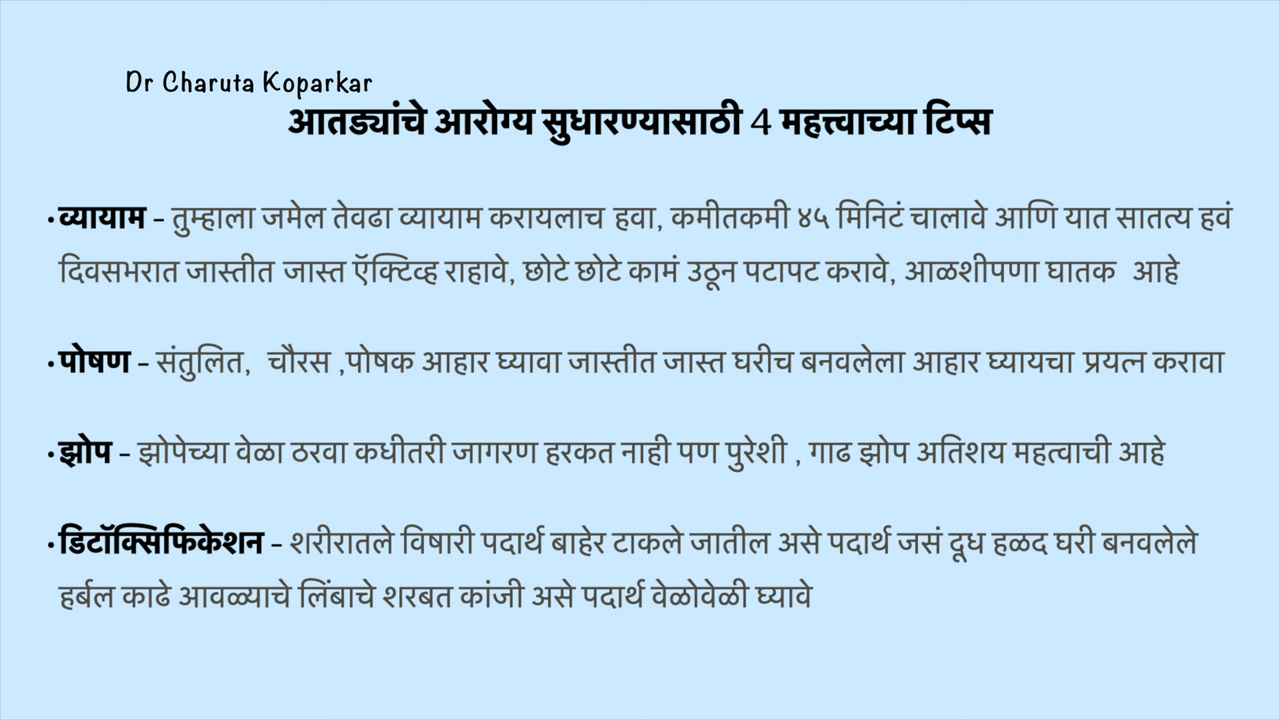 Dr Charuta Koparkar
आतड्यांचे आरोग्य सुधारण्यासाठी 4 महत्त्वाच्या टिप्स
•व्यायाम – तुम्हाला जमेल तेवढा व्यायाम करायलाच हवा, कमीतकमी ४५ मिनिटं चालावे आणि यात सातत्य हवं
दिवसभरात जास्तीत जास्त ऍक्टिव्ह राहावे, छोटे छोटे कामं उठून पटापट करावे, आळशीपणा घातक आहे
•पोषण – संतुलित, चौरस ,पोषक आहार घ्यावा जास्तीत जास्त घरीच बनवलेला आहार घ्यायचा प्रयत्न करावा
•झोप – झोपेच्या वेळा ठरवा कधीतरी जागरण हरकत नाही पण पुरेशी , गाढ झोप अतिशय महत्वाची आहे
•डिटॉक्सिफिकेशन – शरीरातले विषारी पदार्थ बाहेर टाकले जातील असे पदार्थ जसं दूध हळद घरी बनवलेले
हर्बल काढे आवळ्याचे लिंबाचे शरबत कांजी असे पदार्थ वेळोवेळी घ्यावे